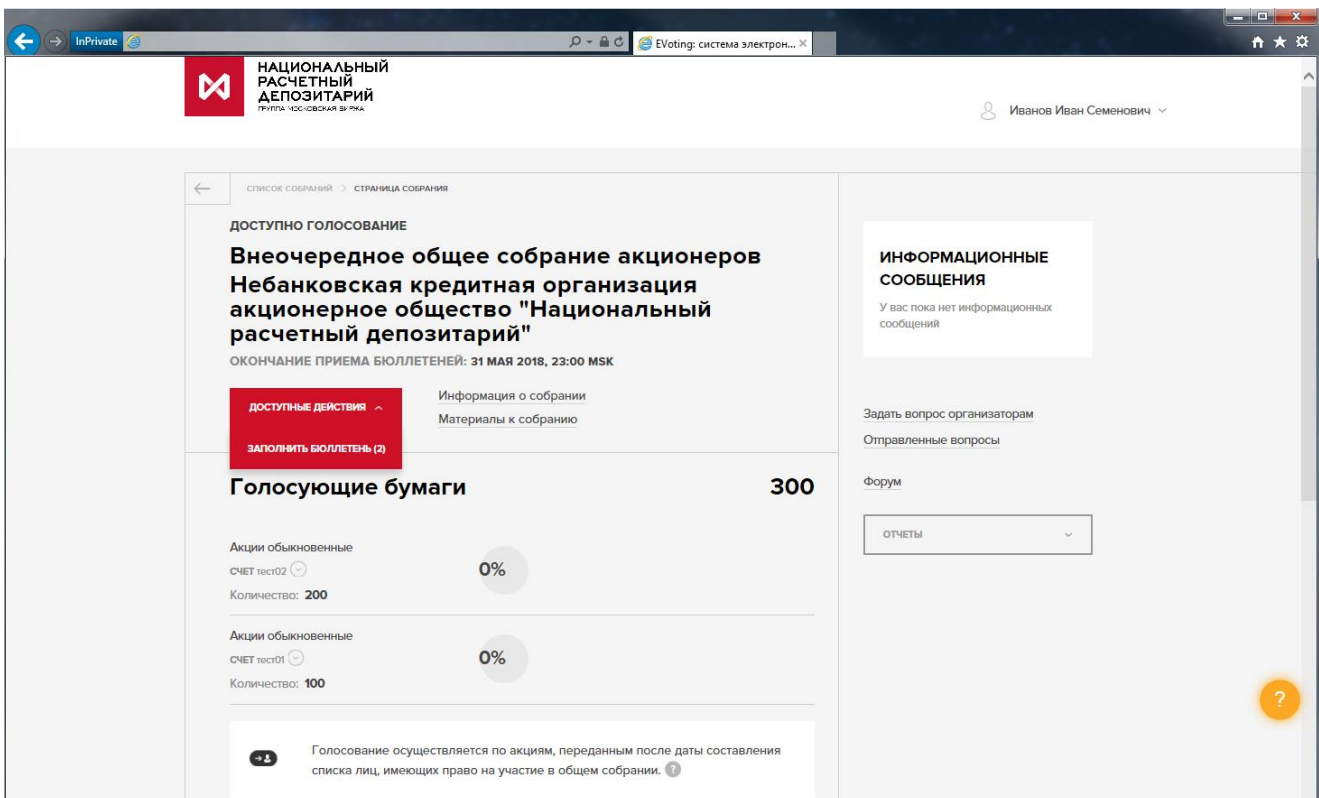 InPrivate
EVoting: система электрон...
НАЦИОНАЛЬНЫЙ
РАСЧЕТНЫЙ
ДЕПОЗИТАРИЙ
ГРУППА МОСКОВСКАЯ БИРЖА
Иванов Иван Семенович
СПИСОК СОБРАНИЙ > СТРАНИЦА СОБРАНИЯ
ДОСТУПНО ГОЛОСОВАНИЕ
Внеочередное общее собрание акционеров
Небанковская кредитная организация
акционерное общество "Национальный
расчетный депозитарий"
ОКОНЧАНИЕ ПРИЕМА БЮЛЛЕТЕНЕЙ: 31 МАЯ 2018, 23:00 MSK
ДОСТУПНЫЕ ДЕЙСТВИЯ
ЗАПОЛНИТЬ БЮЛЛЕТЕНЬ (2)
Информация о собрании
Материалы к собранию
Голосующие бумаги 300
Акции обыкновенные
СЧЕТ тест02
Количество: 200
0%
Акции обыкновенные
СЧЕТ тест01
Количество: 100
0%
Голосование осуществляется по акциям, переданным после даты составления
списка лиц, имеющих право на участие в общем собрании. ?
ИНФОРМАЦИОННЫЕ
СООБЩЕНИЯ
У вас пока нет информационных
сообщений
Задать вопрос организаторам
Отправленные вопросы
Форум
ОТЧЕТЫ
?